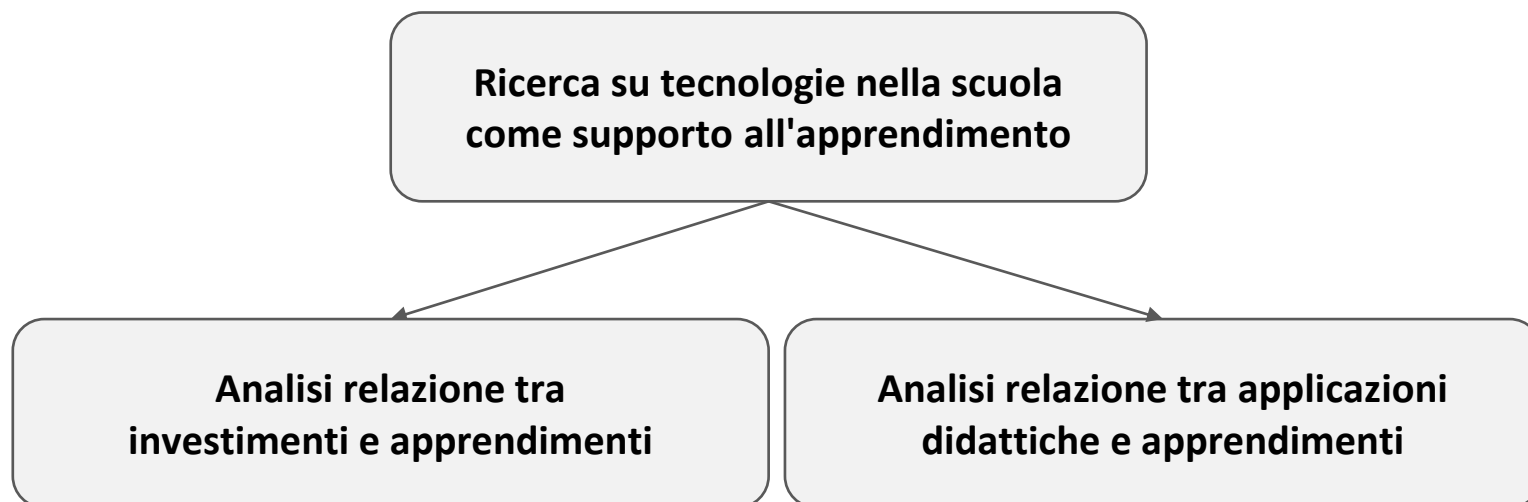 Ricerca su tecnologie nella scuola
come supporto all'apprendimento
Analisi relazione tra
investimenti e apprendimenti
Analisi relazione tra applicazioni
didattiche e apprendimenti